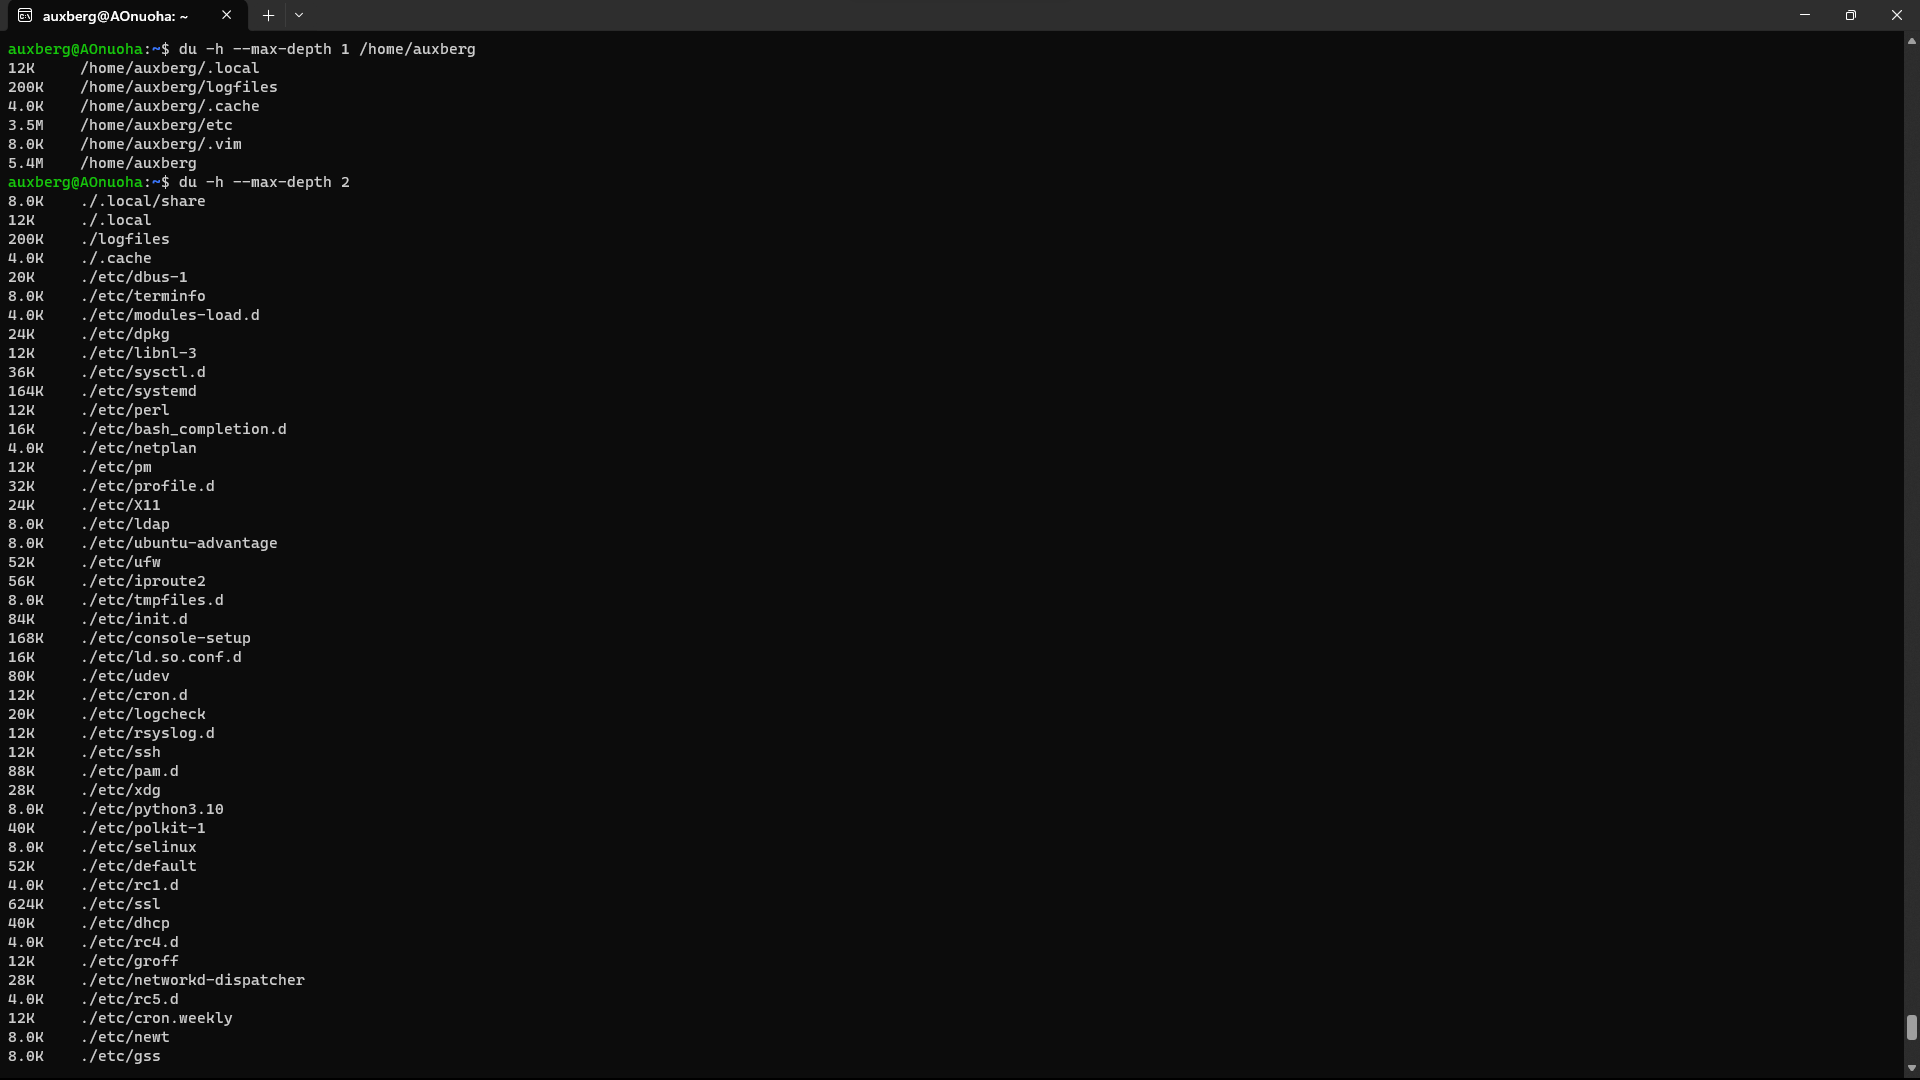 auxberg@AOnuoha: ~
auxberg@AOnuoha:~$ du -h --max-depth 1 /home/auxberg
12K /home/auxberg/.local
200K /home/auxberg/logfiles
4.0K /home/auxberg/.cache
3.5M /home/auxberg/etc
8.0K /home/auxberg/.vim
5.4M /home/auxberg
auxberg@AOnuoha:~$ du -h --max-depth 2
8.0K ./.local/share
12K ./.local
200K ./logfiles
4.0K ./.cache
20K ./etc/dbus-1
8.0K ./etc/terminfo
4.0K ./etc/modules-load.d
24K ./etc/dpkg
12K ./etc/libnl-3
36K ./etc/sysctl.d
164K ./etc/systemd
12K ./etc/perl
16K ./etc/bash_completion.d
4.0K ./etc/netplan
12K ./etc/pm
32K ./etc/profile.d
24K ./etc/X11
8.0K ./etc/ldap
8.0K ./etc/ubuntu-advantage
52K ./etc/ufw
56K ./etc/iproute2
8.0K ./etc/tmpfiles.d
84K ./etc/init.d
168K ./etc/console-setup
16K ./etc/ld.so.conf.d
80K ./etc/udev
12K ./etc/cron.d
20K ./etc/logcheck
12K ./etc/rsyslog.d
12K ./etc/ssh
88K ./etc/pam.d
28K ./etc/xdg
8.0K ./etc/python3.10
40K ./etc/polkit-1
8.0K ./etc/selinux
52K ./etc/default
4.0K ./etc/rc1.d
624K ./etc/ssl
40K ./etc/dhcp
4.0K ./etc/rc4.d
12K ./etc/groff
28K ./etc/networkd-dispatcher
4.0K ./etc/rc5.d
12K ./etc/cron.weekly
8.0K ./etc/newt
8.0K ./etc/gss